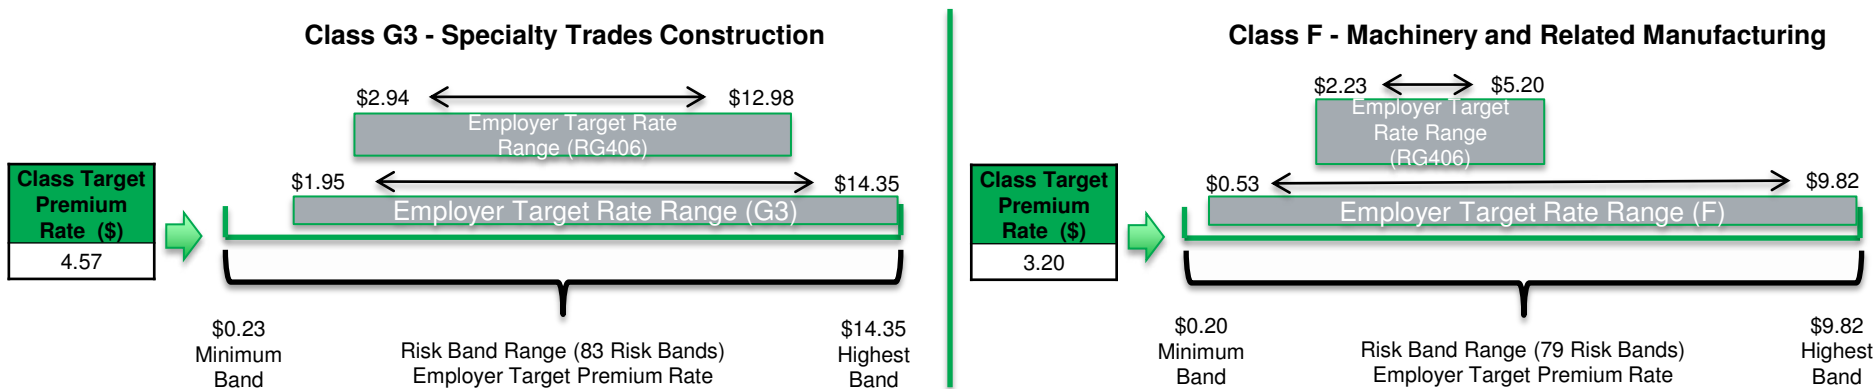 Class G3 - Specialty Trades Construction
$2.94
$12.98
Employer Target Rate
Range (RG406)
$1.95
$14.35
Employer Target Rate Range (G3)
Class Target
Premium
Rate ($)
4.57
$0.23
Minimum
Band
Risk Band Range (83 Risk Bands)
Employer Target Premium Rate
$14.35
Highest
Band
Class F - Machinery and Related Manufacturing
$2.23
$5.20
Employer Target
Rate Range
(RG406)
$0.53
$9.82
Employer Target Rate Range (F)
Class Target
Premium
Rate ($)
3.20
$0.20
Minimum
Band
Risk Band Range (79 Risk Bands)
Employer Target Premium Rate
$9.82
Highest
Band